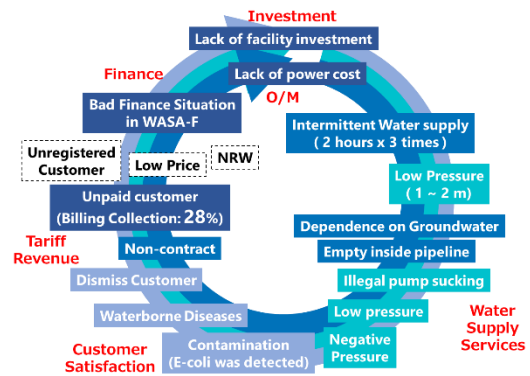 Investment
Lack of facility investment
Finance
Lack of power cost
O/M
Bad Finance Situation
in WASA-F
Intermittent Water supply
( 2 hours x 3 times )
Unregistered
Customer
Low Price
NRW
Low Pressure
( 1 ~ 2 m)
Unpaid customer
(Billing Collection: 28%)
Dependence on Groundwater
Tariff
Revenue
Non-contract
Empty inside pipeline
Dismiss Customer
Illegal pump sucking
Waterborne Diseases
Low pressure
Water
Supply
Services
Customer
Satisfaction
Contamination
(E-coli was detected)
Negative
Pressure